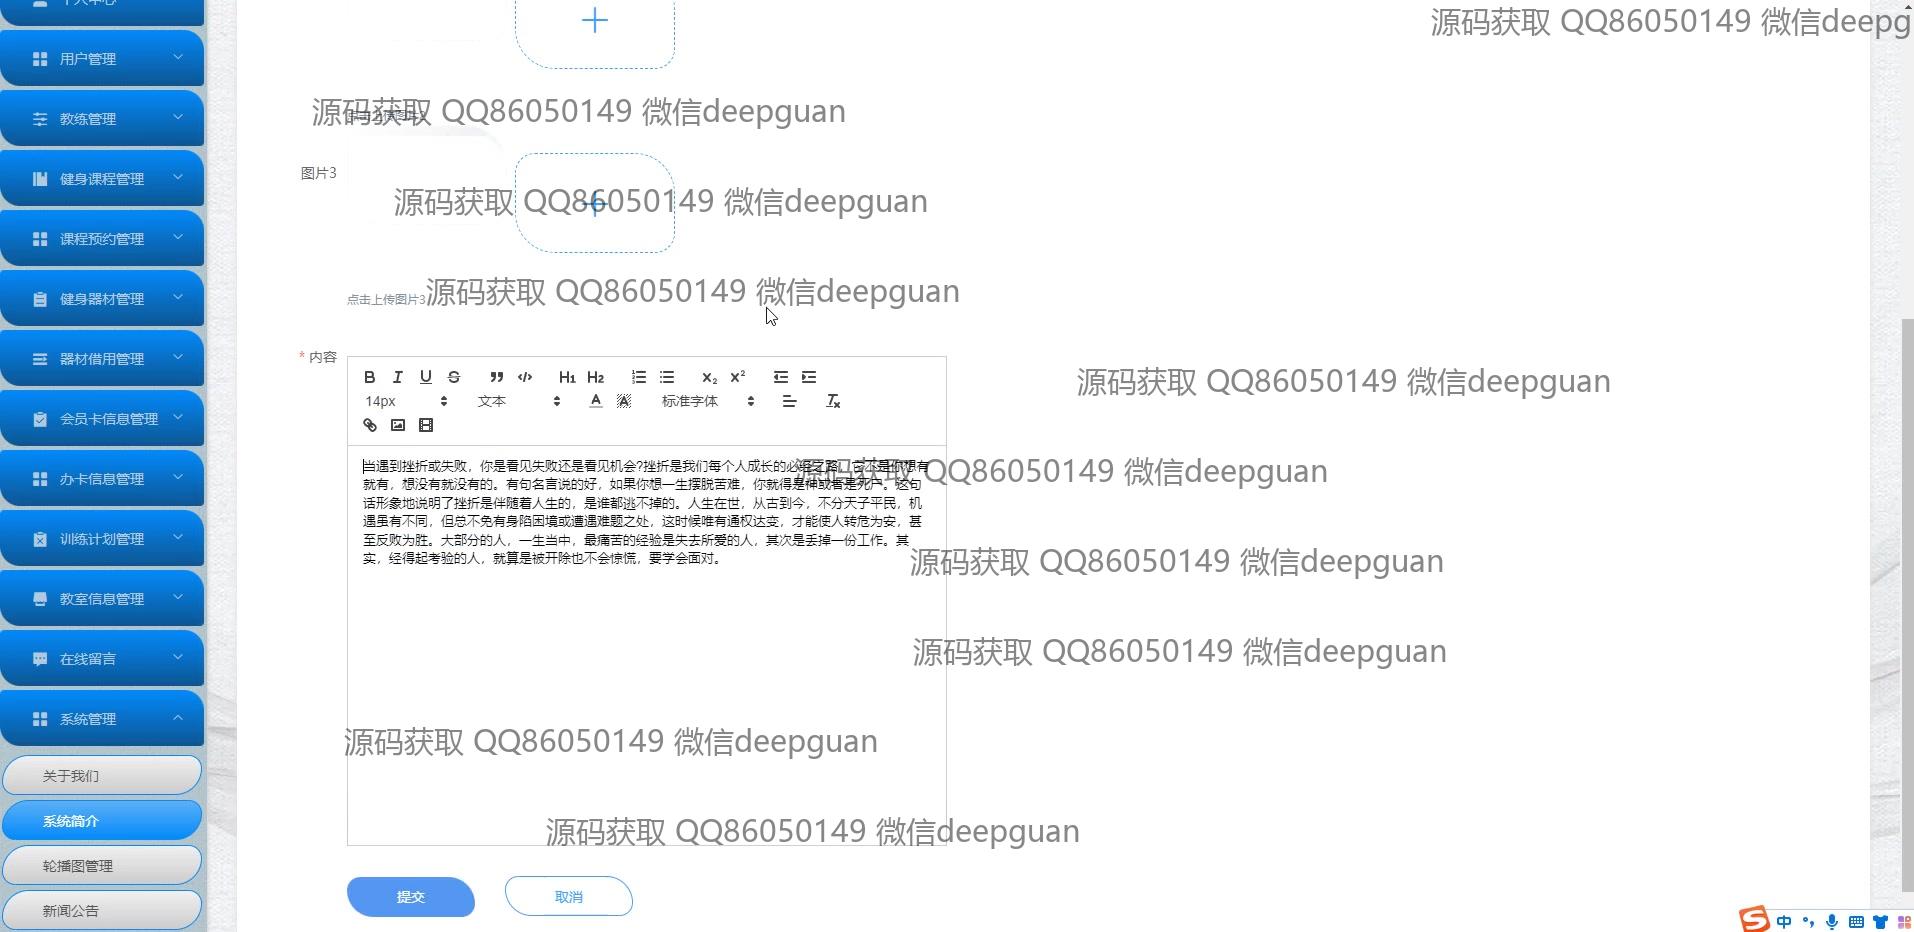 个人中心
用户管理
教练管理
健身课程管理
课程预约管理
健身器材管理
器材借用管理
会员卡信息管理
办卡信息管理
训练计划管理
教室信息管理
在线留言
系统管理
关于我们
系统简介
轮播图管理
新闻公告
源码获取 QQ86050149 微信deepg
源码获取 QQ86050149 微信deepguan
图片3
源码获取 QQ86050149 微信deepguan
点击上传图片3
源码获取 QQ86050149 微信deepguan
* 内容
B I U S H1 H2 X2 X2
14px 文本 A A 标准字体 Tx
源码获取 QQ86050149 微信deepguan
当遇到挫折或失败，你是看见失败还是看见机会?挫折是我们每个人成长的必经之路，它不是你想有
就有，想没有就没有的。有句名言说的好，如果你想一生摆脱苦难，你就得是神或者是死尸。这句
话形象地说明了挫折是伴随着人生的，是谁都逃不掉的。人生在世，从古到今，不分天子平民，机
遇虽有不同，但总不免有身陷困境或遭遇难题之处，这时候唯有通权达变，才能使人转危为安，甚
至反败为胜。大部分的人，一生当中，最痛苦的经验是失去所爱的人，其次是丢掉一份工作。其
实，经得起考验的人，就算是被开除也不会惊慌，要学会面对。
源码获取 QQ86050149 微信deepguan
源码获取 QQ86050149 微信deepguan
源码获取 QQ86050149 微信deepguan
源码获取 QQ86050149 微信deepguan
源码获取 QQ86050149 微信deepguan
提交
取消
中